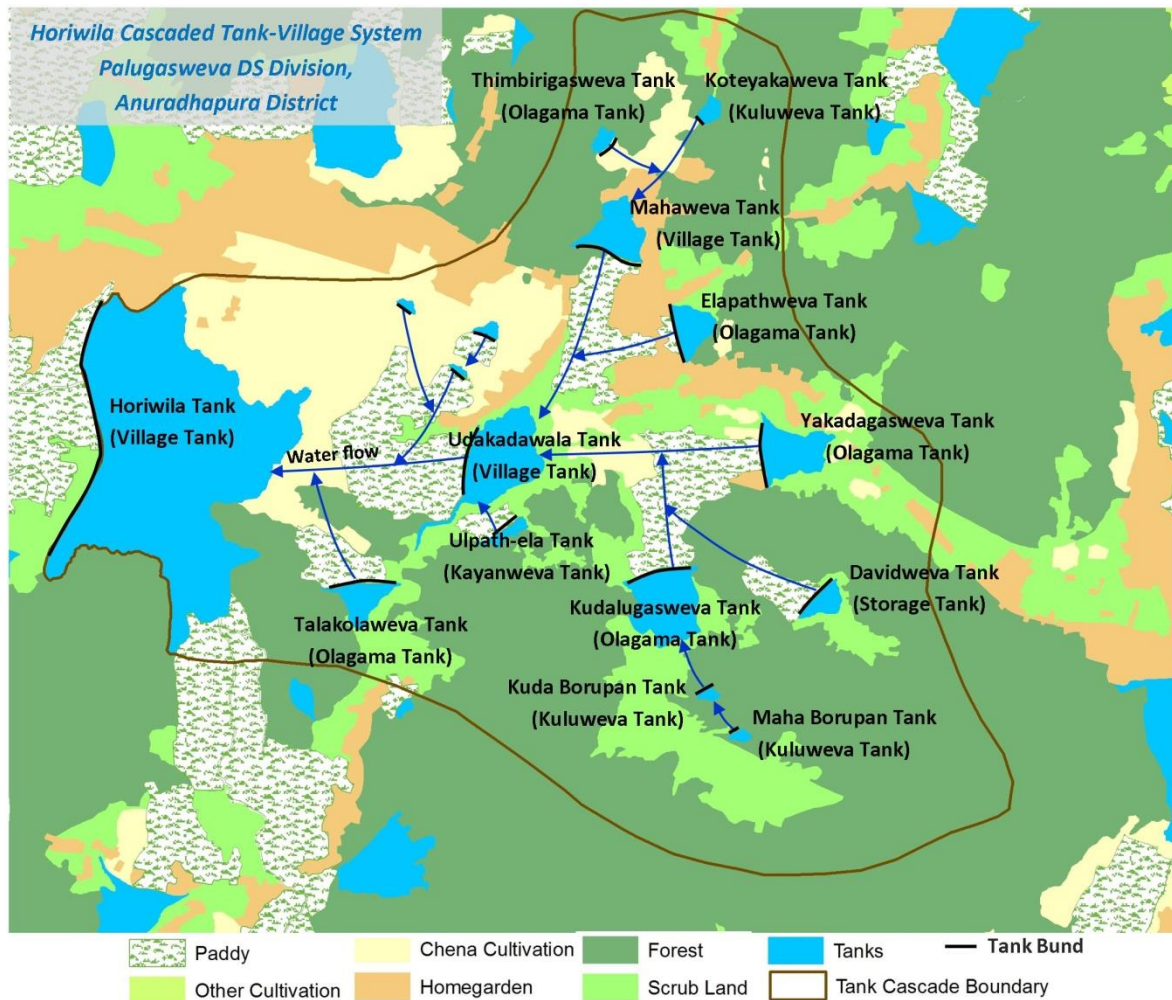 Horiwila Cascaded Tank-Village System
Palugasweva DS Division,
Anuradhapura District
Thimbirigasweva Tank
(Olagama Tank)
Koteyakaweva Tank
(Kuluweva Tank)
Mahaweva Tank
(Village Tank)
Elapathweva Tank
(Olagama Tank)
Horiwila Tank
(Village Tank)
Water flow
Udakadawala Tank
(Village Tank)
Yakadagasweva Tank
(Olagama Tank)
Ulpath-ela Tank
(Kayanweva Tank)
Davidweva Tank
(Storage Tank)
Talakolaweva Tank
(Olagama Tank)
Kudalugasweva Tank
(Olagama Tank)
Kuda Borupan Tank
(Kuluweva Tank)
Maha Borupan Tank
(Kuluweva Tank)
Paddy
Chena Cultivation
Forest
Tanks
Tank Bund
Other Cultivation
Homegarden
Scrub Land
Tank Cascade Boundary